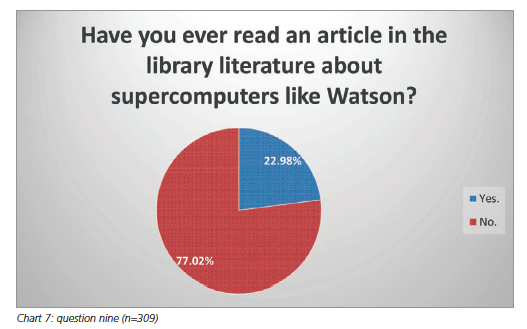 Have you ever read an article in the
library literature about
supercomputers like Watson?
22.98%
77.02%
Yes.
No.
Chart 7: question nine (n=309)